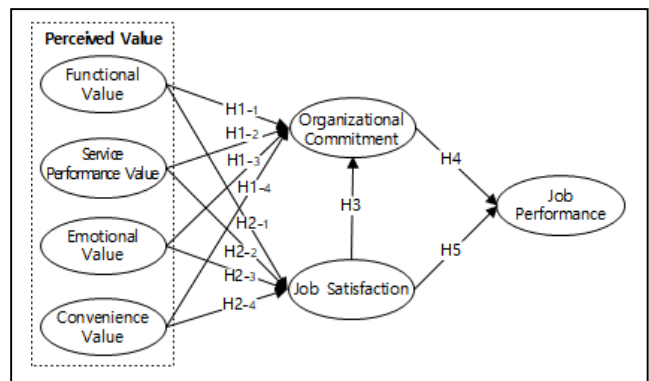 Perceived Value
Functional
Value
Service
Performance Value
Emotional
Value
Convenience
Value
H1-1
H1-2
H1-3
H1-4
H2-1
H2-2
H2-3
H2-4
Organizational
Commitment
H3
Job Satisfaction
H4
H5
Job
Performance